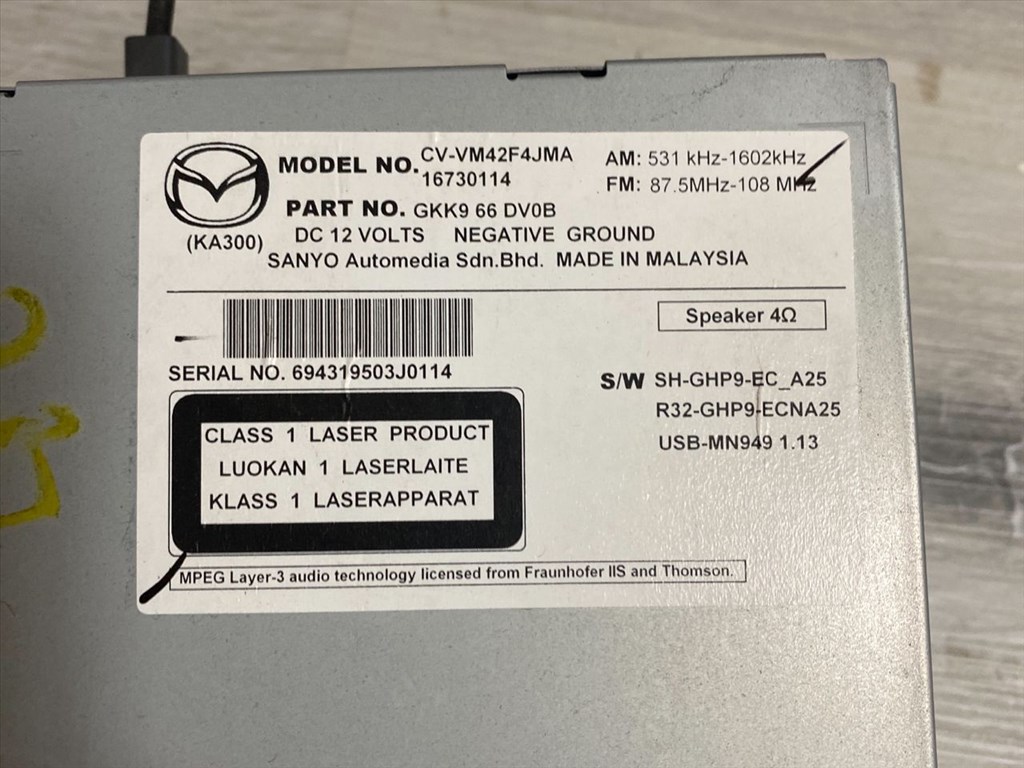 MODEL NO. CV-VM42F4JMA
16730114
AM: 531 kHz-1602kHz
FM: 87.5MHz-108 MHz
PART NO. GKK9 66 DV0B
(KA300)
DC 12 VOLTS NEGATIVE GROUND
SANYO Automedia Sdn.Bhd. MADE IN MALAYSIA
Speaker 4Ω
SERIAL NO. 694319503J0114
S/W SH-GHP9-EC_A25
R32-GHP9-ECNA25
USB-MN949 1.13
CLASS 1 LASER PRODUCT
LUOKAN 1 LASERLAITE
KLASS 1 LASERAPPARAT
MPEG Layer-3 audio technology licensed from Fraunhofer IIS and Thomson.